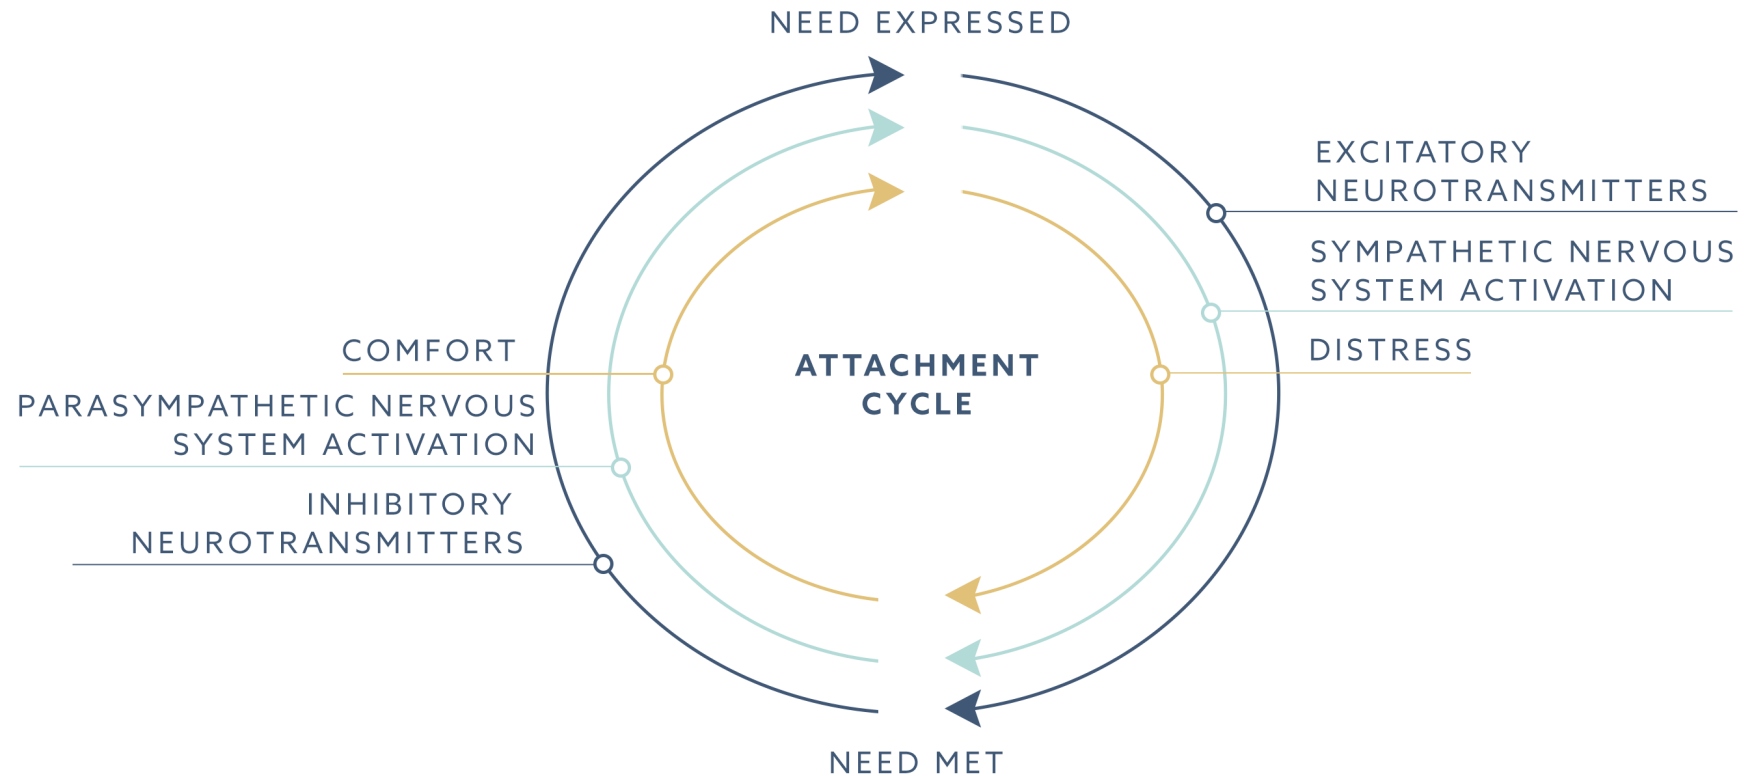 NEED EXPRESSED
EXCITATORY
NEUROTRANSMITTERS
SYMPATHETIC NERVOUS
SYSTEM ACTIVATION
DISTRESS
ATTACHMENT
CYCLE
COMFORT
PARASYMPATHETIC NERVOUS
SYSTEM ACTIVATION
INHIBITORY
NEUROTRANSMITTERS
NEED MET